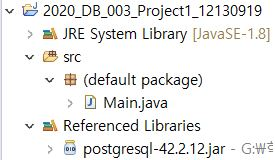 2020_DB_003_Project1_12130919
JRE System Library [JavaSE-1.8]
src
(default package)
Main.java
Referenced Libraries
postgresql-42.2.12.jar - G:₩